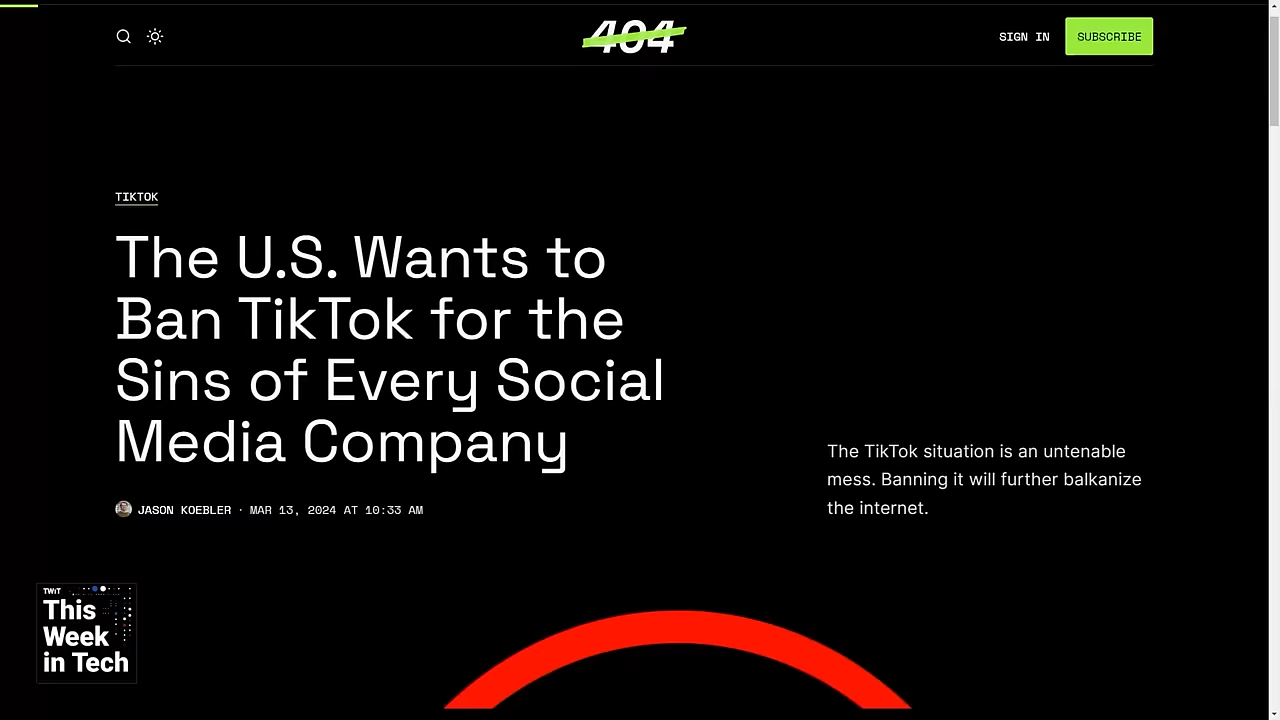 404
SIGN IN
SUBSCRIBE
TIKTOK
The U.S. Wants to
Ban TikTok for the
Sins of Every Social
Media Company
JASON KOEBLER · MAR 13, 2024 AT 10:33 AM
The TikTok situation is an untenable
mess. Banning it will further balkanize
the internet.
TWiT
This
Week
in Tech